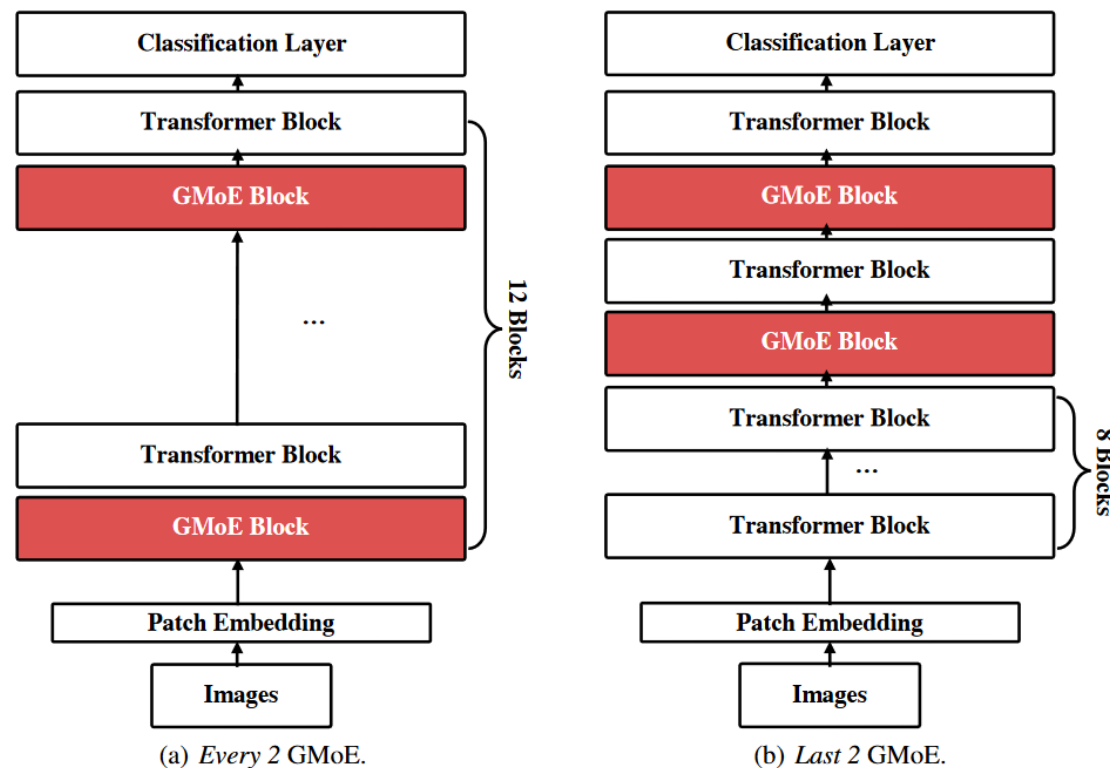 Classification Layer
Transformer Block
GMoE Block
...
12 Blocks
Transformer Block
GMoE Block
Patch Embedding
Images
(a) Every 2 GMoE.
Classification Layer
Transformer Block
GMoE Block
Transformer Block
GMoE Block
Transformer Block
...
8 Blocks
Transformer Block
Patch Embedding
Images
(b) Last 2 GMoE.